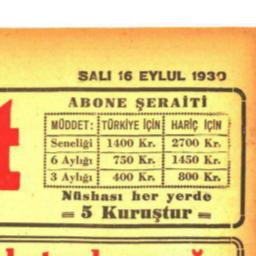 SALI 16 EYLUL 1930
ABONE ŞERAİTİ
MÜDDET: TÜRKİYE İÇİN HARİÇ İÇİN
Seneliği 1400 Kr. 2700 Kr.
6 Aylığı 750 Kr. 1450 Kr.
3 Aylığı 400 Kr. 800 Kr.
Nüshası her yerde
5 Kuruştur